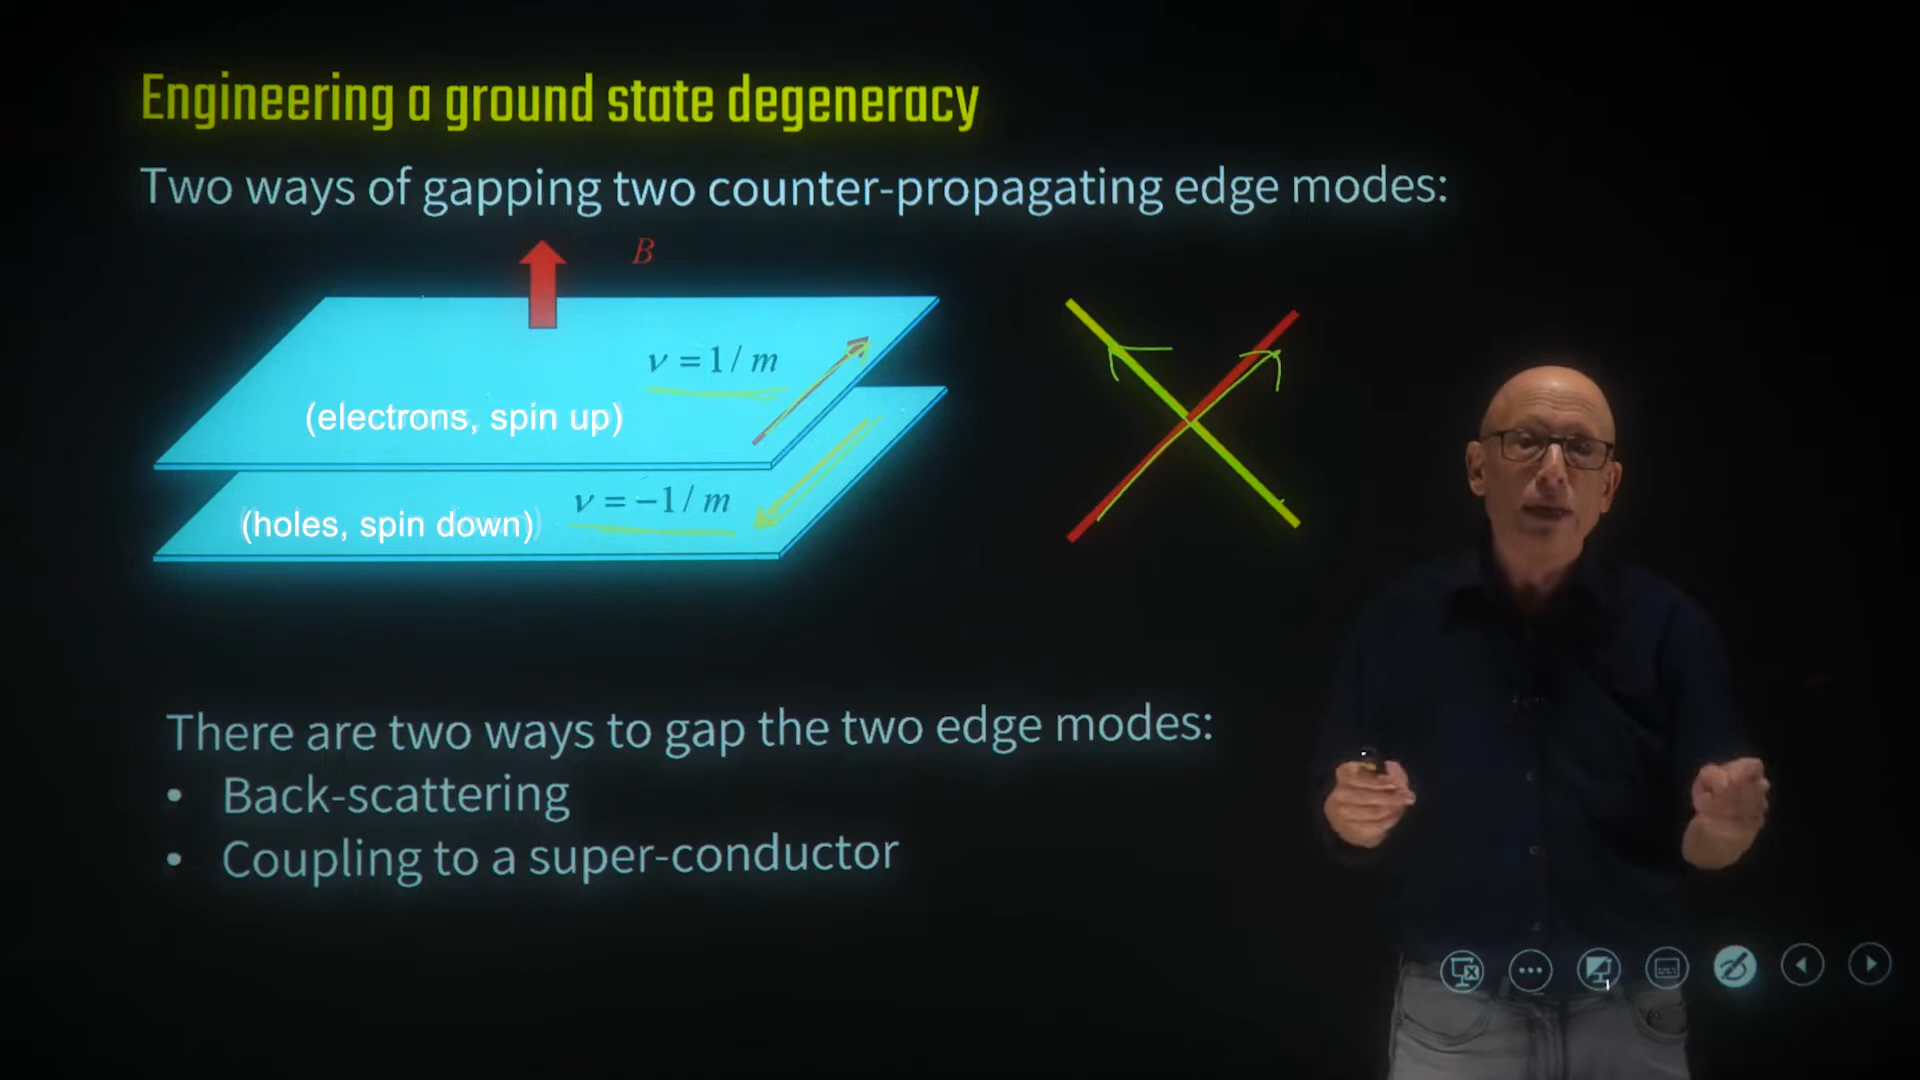 Engineering a ground state degeneracy
Two ways of gapping two counter-propagating edge modes:
B
ν = 1 / m
(electrons, spin up)
ν = −1 / m
(holes, spin down)
There are two ways to gap the two edge modes:
• Back-scattering
• Coupling to a super-conductor